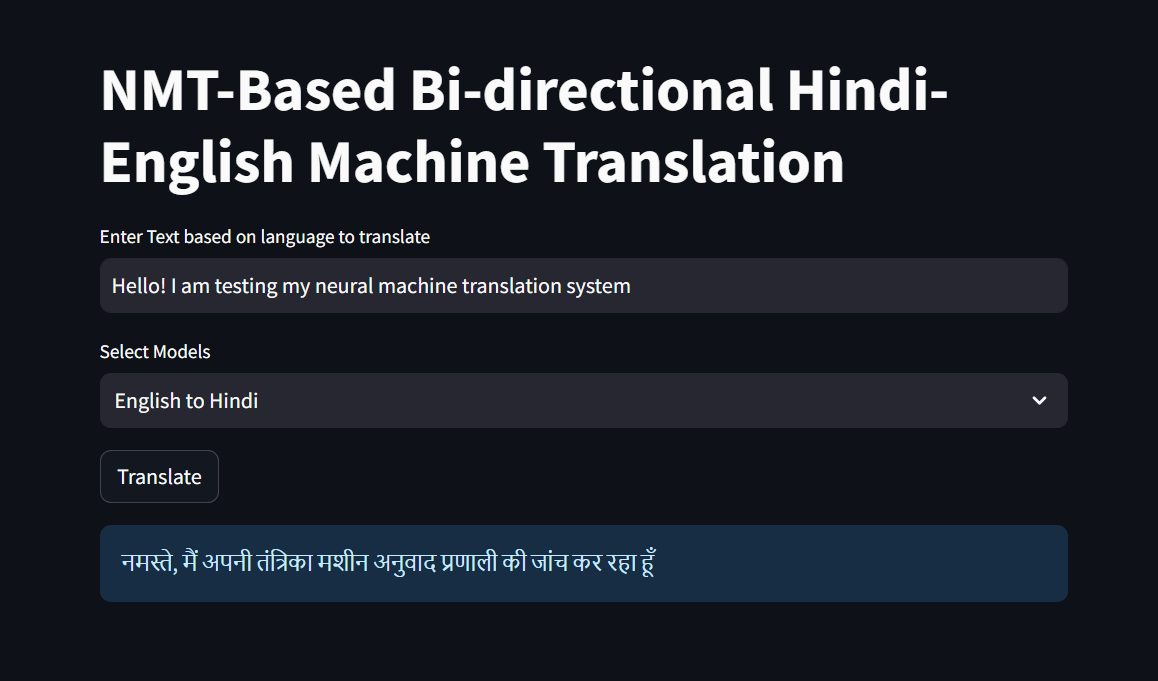 NMT-Based Bi-directional Hindi-
English Machine Translation
Enter Text based on language to translate
Hello! I am testing my neural machine translation system
Select Models
English to Hindi
Translate
नमस्ते, मैं अपनी तंत्रिका मशीन अनुवाद प्रणाली की जांच कर रहा हूँ